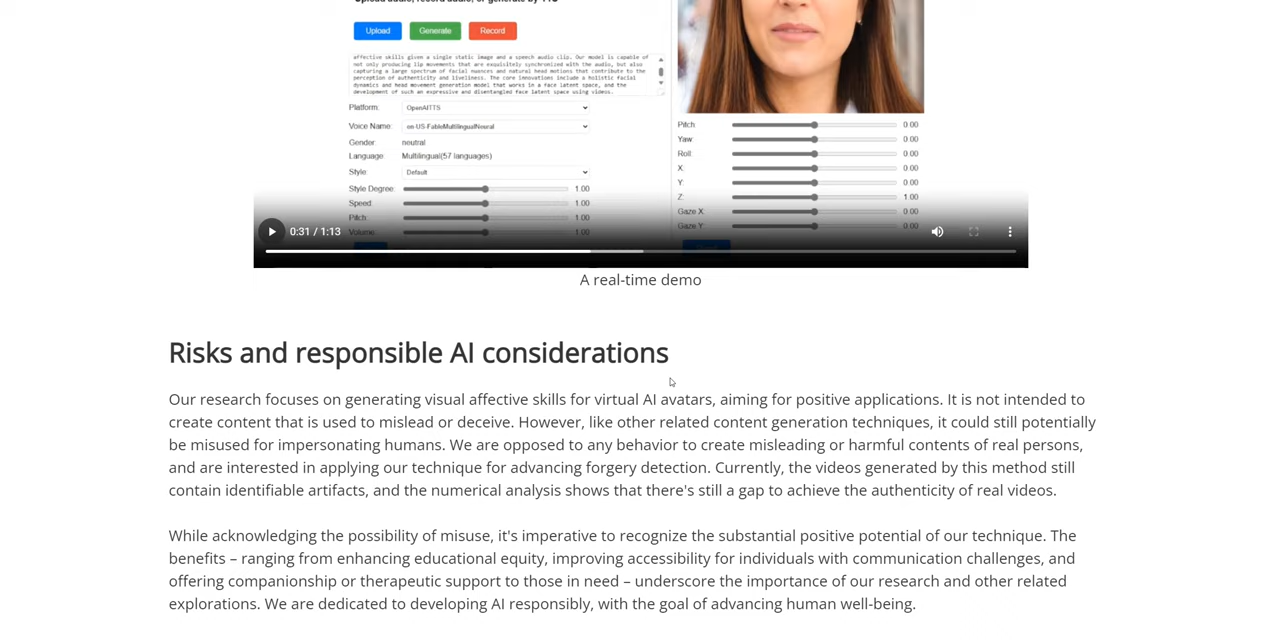 Upload Generate Record
affective skills given a single static image and a speech audio clip. Our model is capable of
not only producing lip movements that are exquisitely synchronized with the audio, but also
capturing a large spectrum of facial nuances and natural head motions that contribute to the
perception of authenticity and liveliness. The core innovations include a holistic facial
dynamics and head movement generation model that works in a face latent space, and the
development of such an expressive and disentangled face latent space using videos.
Platform: OpenAITTS
Voice Name: en-US-FableMultilingualNeural
Gender: neutral
Language: Multilingual(57 languages)
Style: Default
Style Degree: 1.00
Speed: 1.00
Pitch: 1.00
Volume: 1.00
Pitch: 0.00
Yaw: 0.00
Roll: 0.00
X: 0.00
Y: 0.00
Z: 1.00
Gaze X: 0.00
Gaze Y: 0.00
0:31 / 1:13
A real-time demo
Risks and responsible AI considerations
Our research focuses on generating visual affective skills for virtual AI avatars, aiming for positive applications. It is not intended to
create content that is used to mislead or deceive. However, like other related content generation techniques, it could still potentially
be misused for impersonating humans. We are opposed to any behavior to create misleading or harmful contents of real persons,
and are interested in applying our technique for advancing forgery detection. Currently, the videos generated by this method still
contain identifiable artifacts, and the numerical analysis shows that there's still a gap to achieve the authenticity of real videos.
While acknowledging the possibility of misuse, it's imperative to recognize the substantial positive potential of our technique. The
benefits – ranging from enhancing educational equity, improving accessibility for individuals with communication challenges, and
offering companionship or therapeutic support to those in need – underscore the importance of our research and other related
explorations. We are dedicated to developing AI responsibly, with the goal of advancing human well-being.